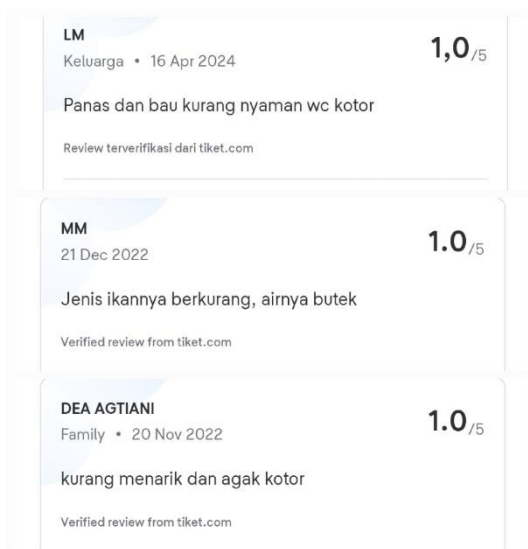 LM
1,0/5
Keluarga • 16 Apr 2024
Panas dan bau kurang nyaman wc kotor
Review terverifikasi dari tiket.com
MM
1.0/5
21 Dec 2022
Jenis ikannya berkurang, airnya butek
Verified review from tiket.com
DEA AGTIANI
1.0/5
Family • 20 Nov 2022
kurang menarik dan agak kotor
Verified review from tiket.com